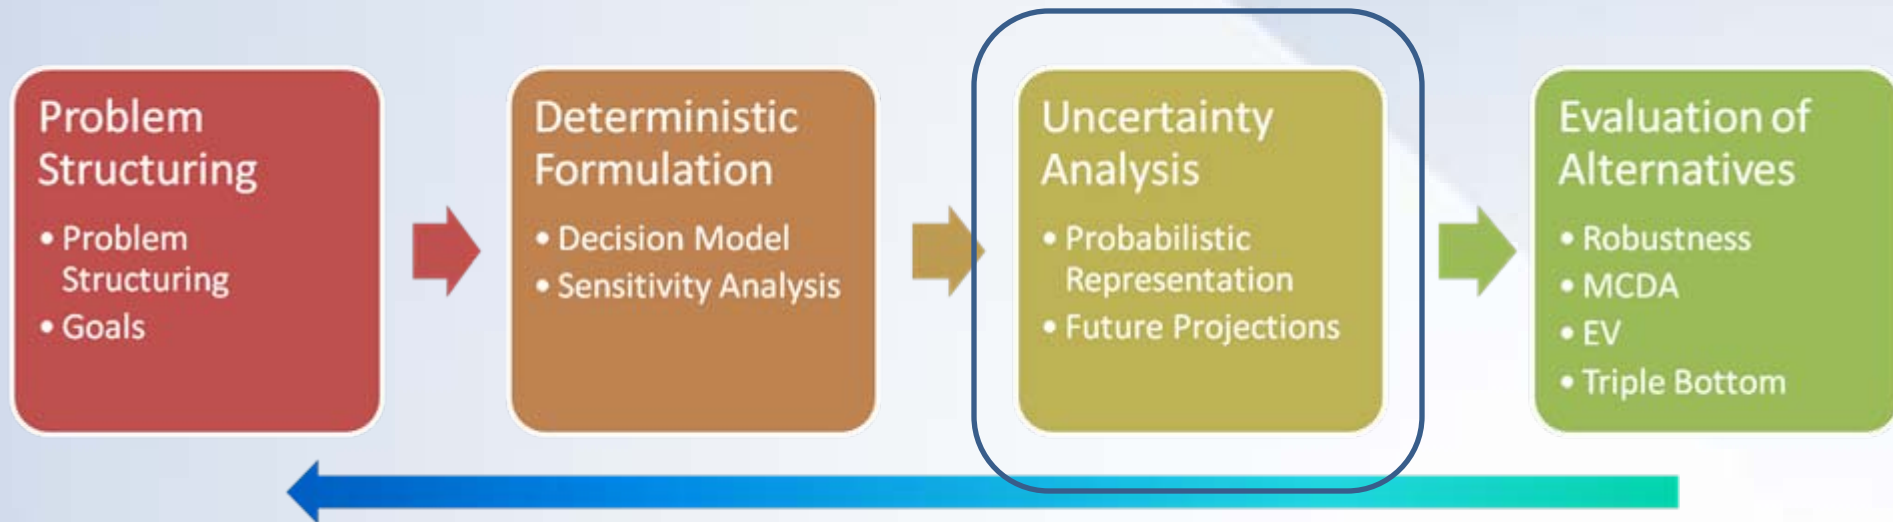 Problem
Structuring
• Problem
Structuring
• Goals
Deterministic
Formulation
• Decision Model
• Sensitivity Analysis
Uncertainty
Analysis
• Probabilistic
Representation
• Future Projections
Evaluation of
Alternatives
• Robustness
• MCDA
• EV
• Triple Bottom